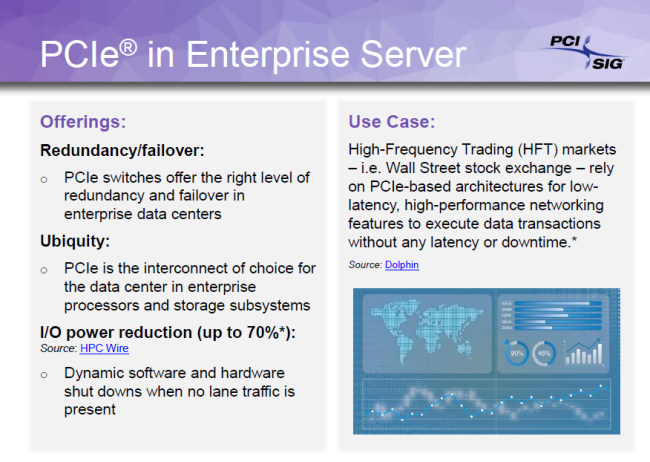 PCIe® in Enterprise Server
PCI
SIG
Offerings:
Redundancy/failover:
o PCIe switches offer the right level of
redundancy and failover in
enterprise data centers
Ubiquity:
o PCIe is the interconnect of choice for
the data center in enterprise
processors and storage subsystems
I/O power reduction (up to 70%*):
Source: HPC Wire
o Dynamic software and hardware
shut downs when no lane traffic is
present
Use Case:
High-Frequency Trading (HFT) markets
– i.e. Wall Street stock exchange – rely
on PCIe-based architectures for low-
latency, high-performance networking
features to execute data transactions
without any latency or downtime.*
Source: Dolphin
90%
45%